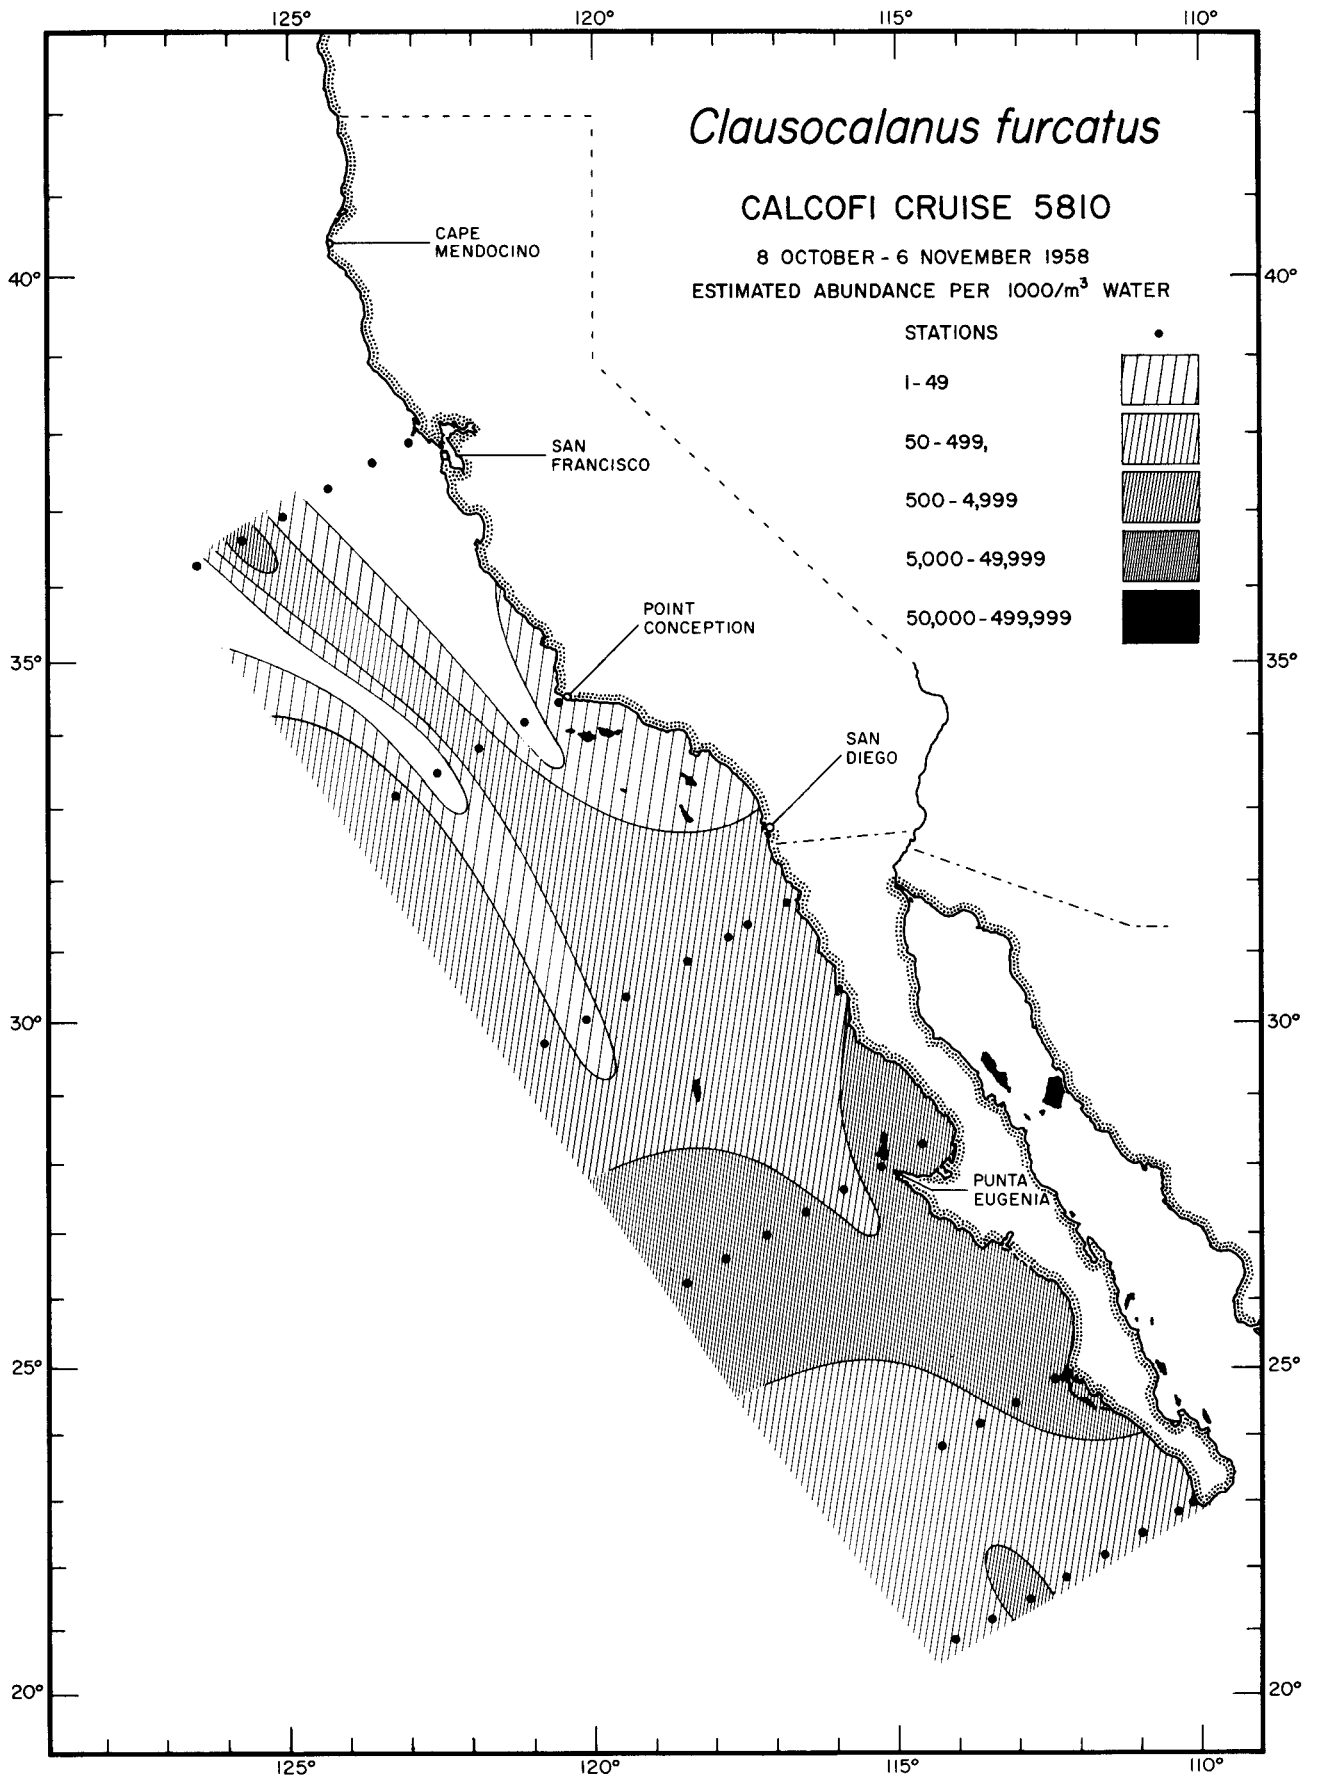 125° 120° 115° 110°
Clausocalanus furcatus
CALCOFI CRUISE 5810
8 OCTOBER - 6 NOVEMBER 1958
ESTIMATED ABUNDANCE PER 1000/m³ WATER
STATIONS
1-49
50-499,
500-4,999
5,000-49,999
50,000-499,999
CAPE
MENDOCINO
40° 40°
SAN
FRANCISCO
POINT
CONCEPTION
35° 35°
SAN
DIEGO
30° 30°
PUNTA
EUGENIA
25° 25°
20° 20°
125° 120° 115° 110°